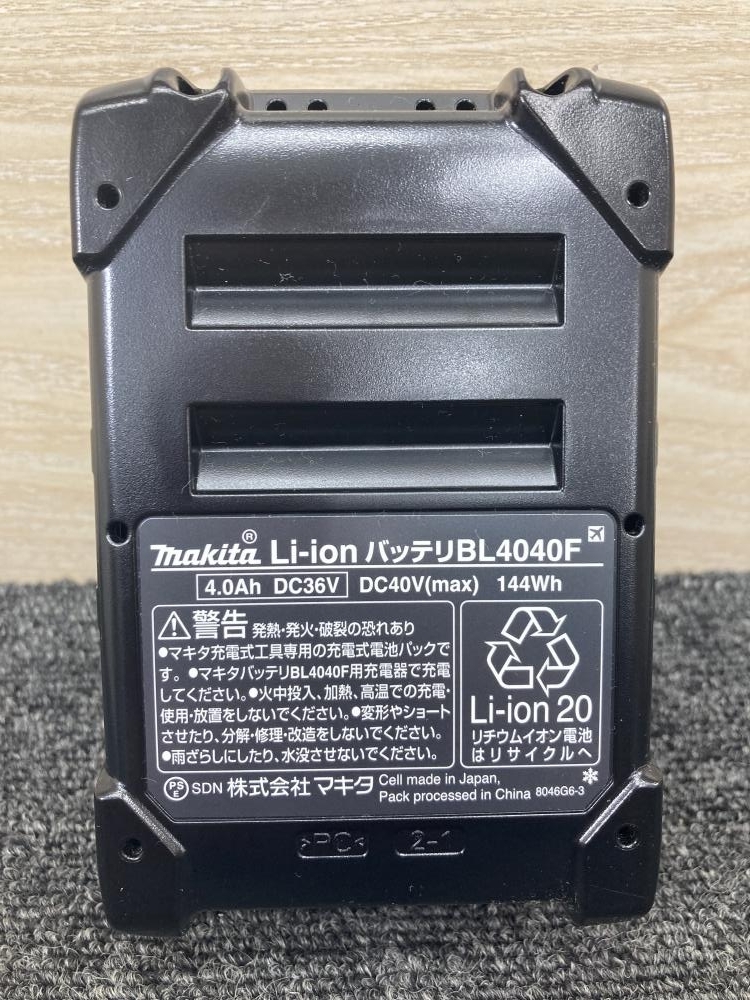 makita® Li-ion バッテリBL4040F
4.0Ah DC36V DC40V(max) 144Wh
警告 発熱・発火・破裂の恐れあり
●マキタ充電式工具専用の充電式電池パックで
す。●マキタバッテリBL4040F用充電器で充電
してください。●火中投入、加熱、高温での充電・
使用・放置をしないでください。●変形やショート
させたり、分解・修理・改造をしないでください。
●雨ざらしにしたり、水没させないでください。
Li-ion 20
リチウムイオン電池
はリサイクルへ
PS
E SDN 株式会社 マキタ
Cell made in Japan,
Pack processed in China 8046G6-3
>PC< 2-1